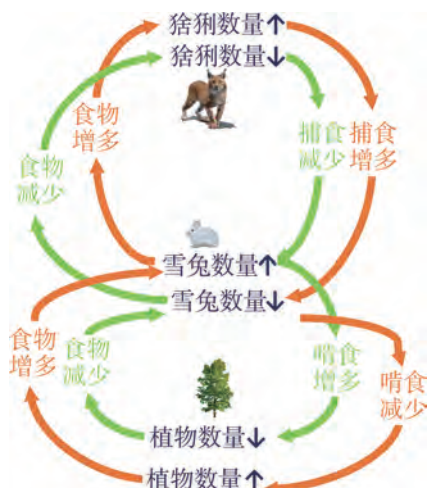 猞猁数量↑
猞猁数量↓
食物
增多
捕食
减少
捕食
增多
食物
减少
雪兔数量↑
雪兔数量↓
食物
增多
食物
减少
啃食
增多
啃食
减少
植物数量↓
植物数量↑